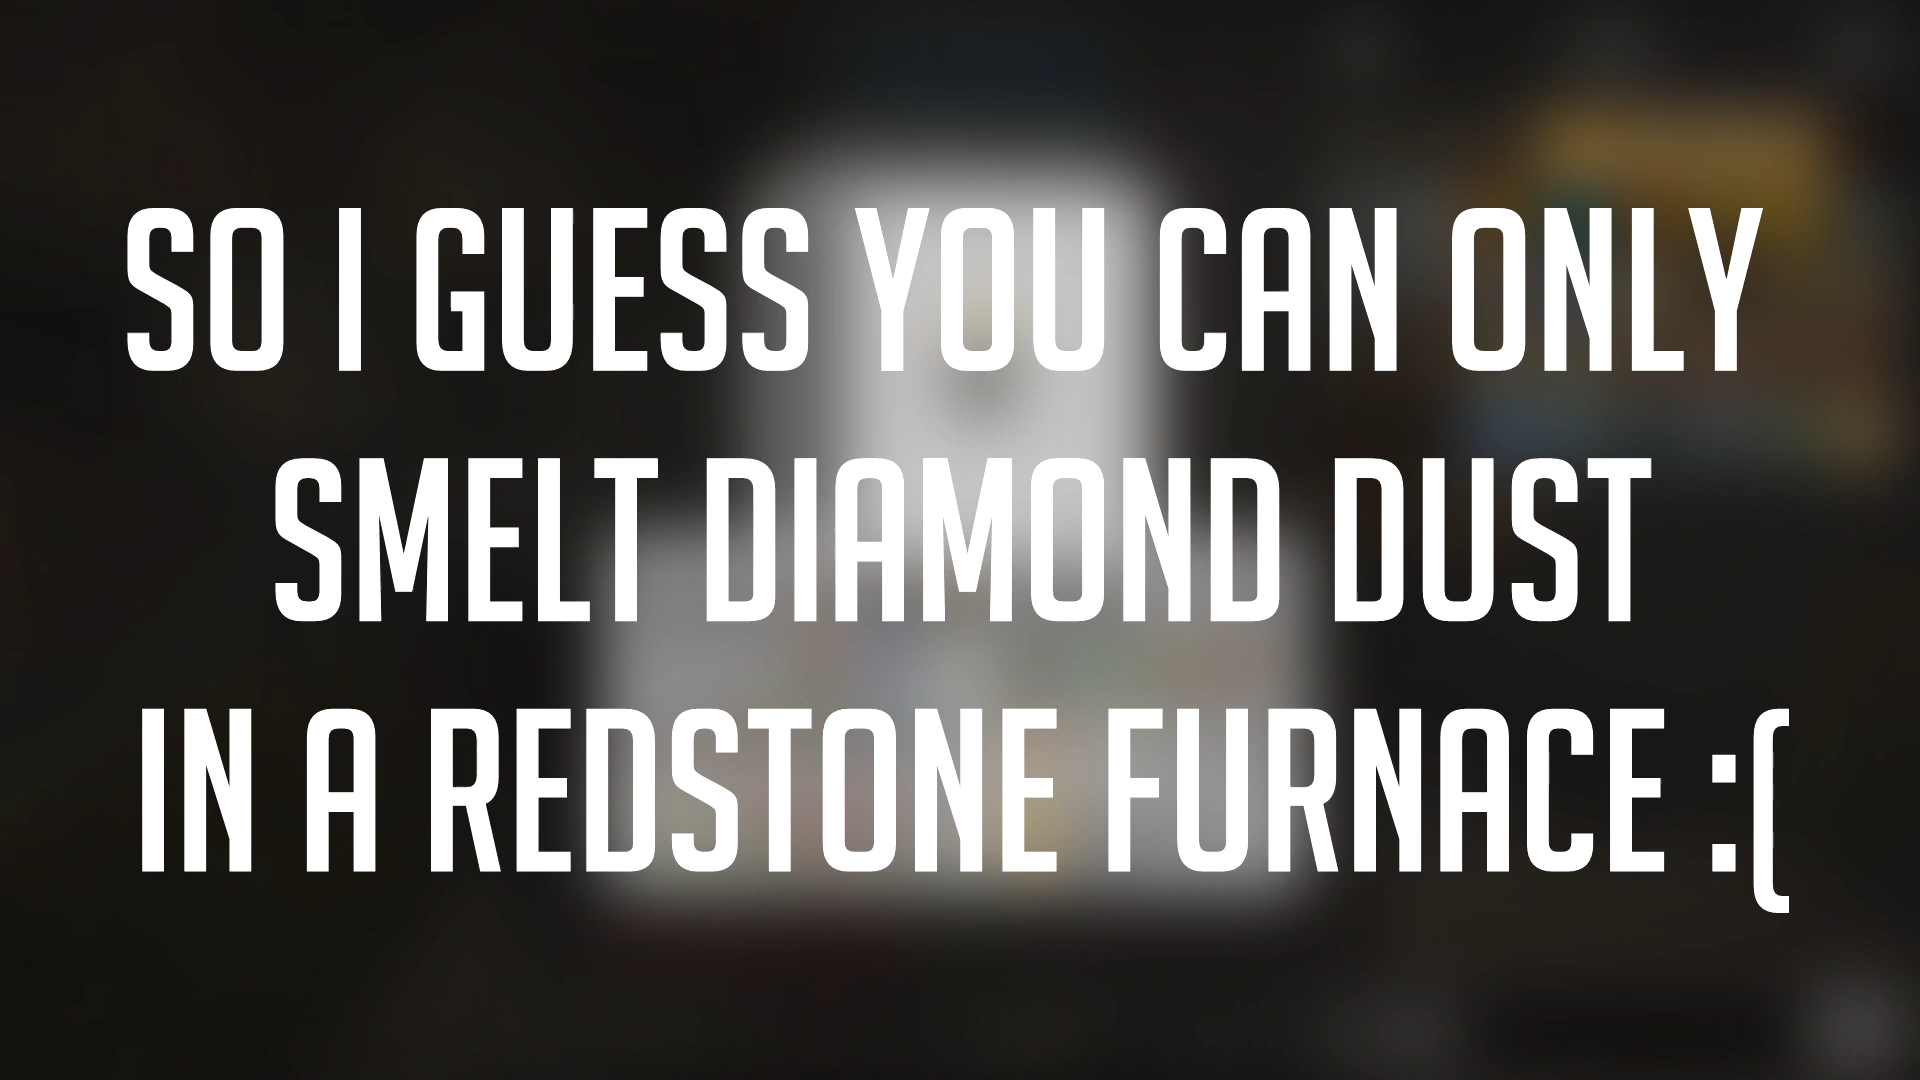 SO I GUESS YOU CAN ONLY
SMELT DIAMOND DUST
IN A REDSTONE FURNACE :(